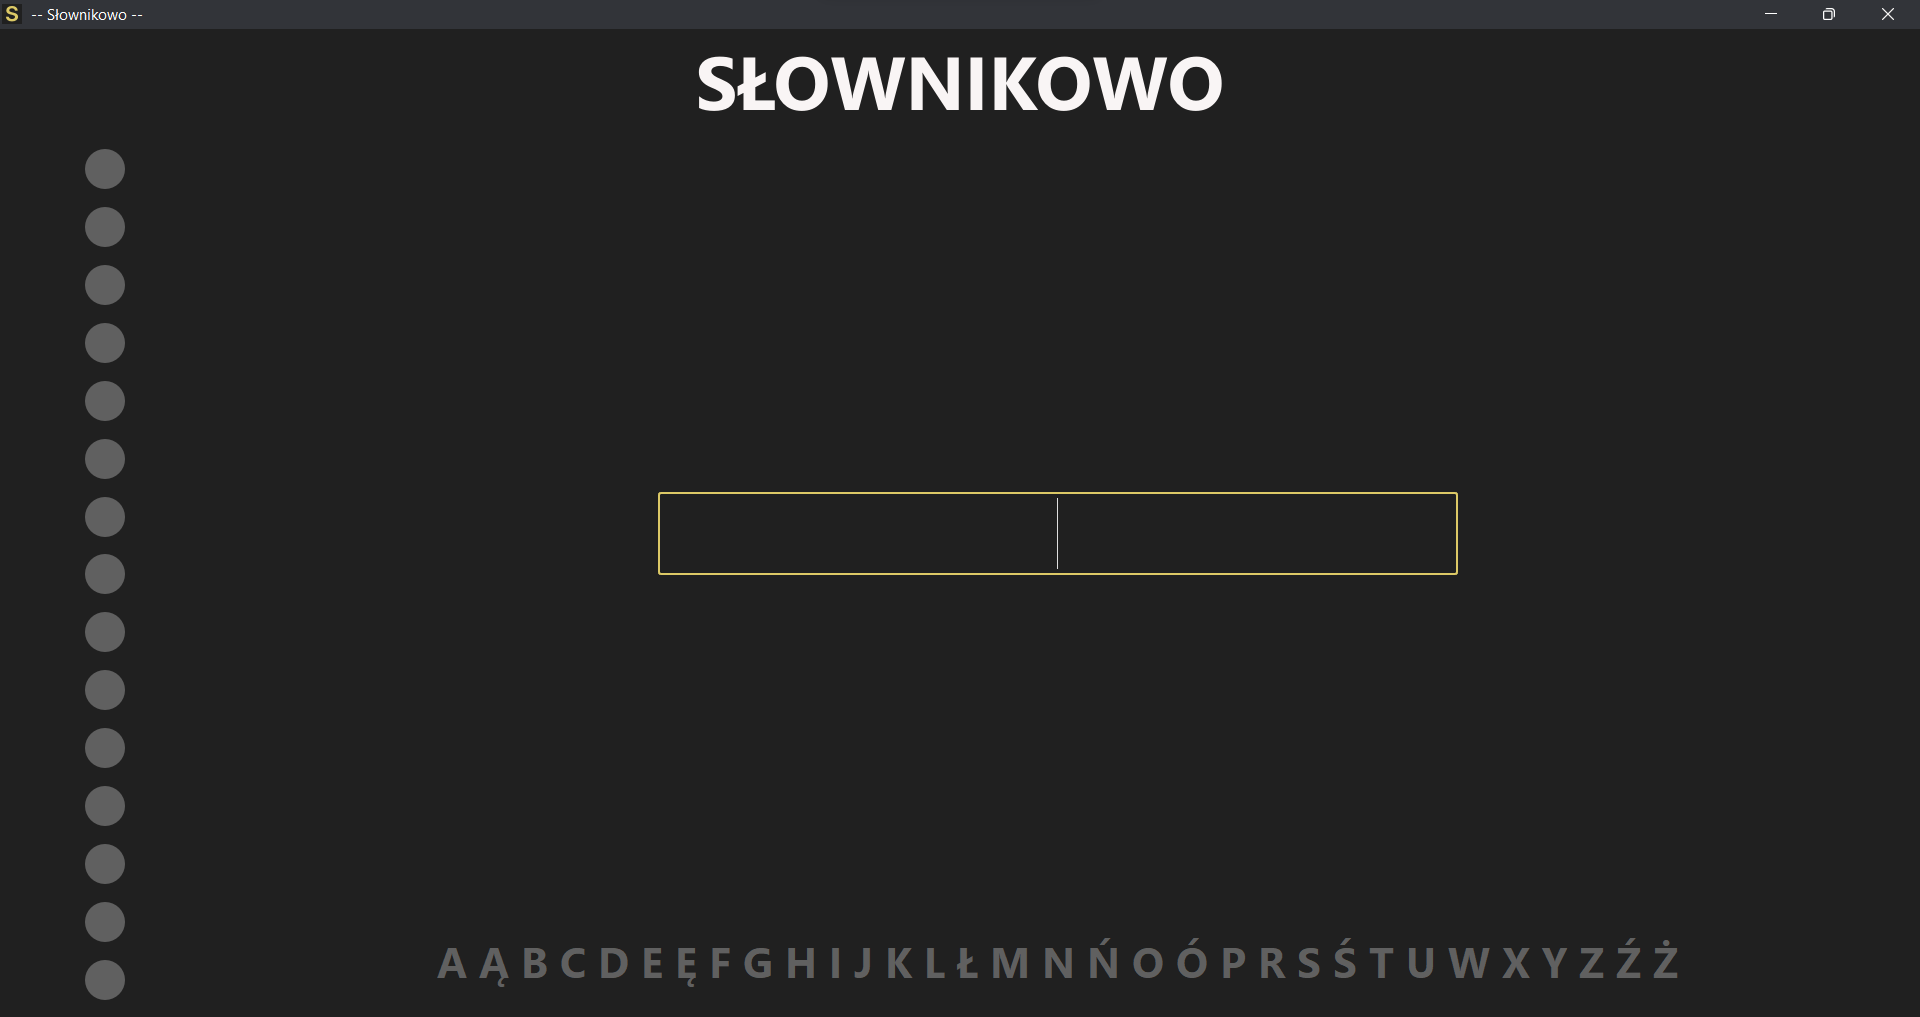 S -- Słownikowo --
SŁOWNIKOWO
A Ą B C D E Ę F G H I J K L Ł M N Ń O Ó P R S Ś T U W X Y Z Ź Ż